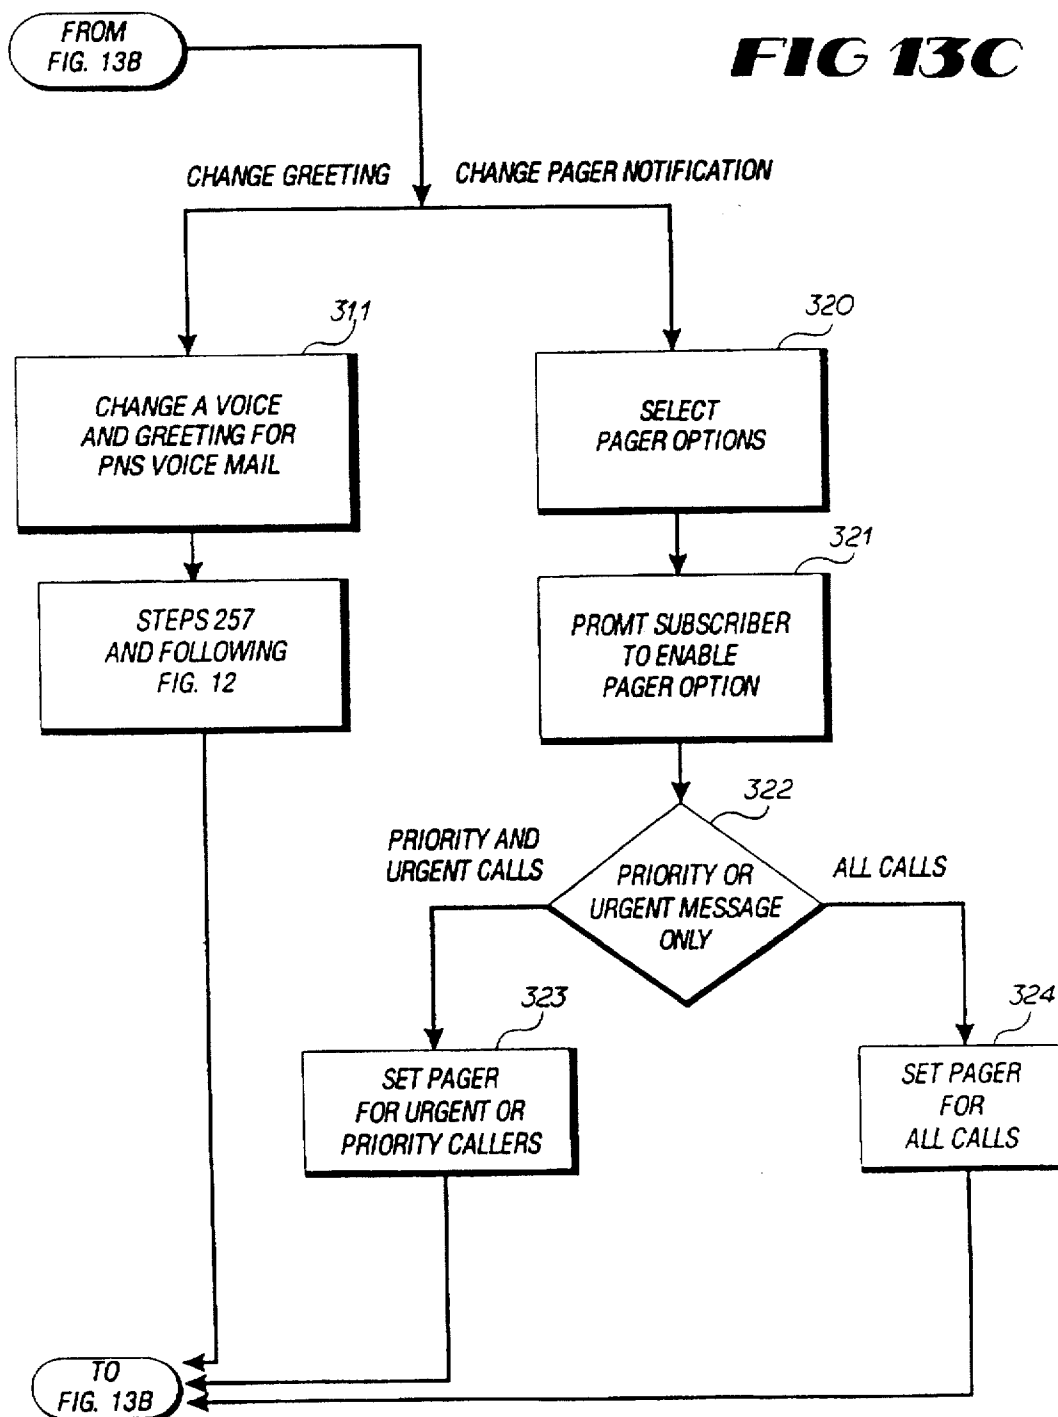 FROM
FIG. 13B
FIG 13C
CHANGE GREETING
CHANGE PAGER NOTIFICATION
311
CHANGE A VOICE
AND GREETING FOR
PNS VOICE MAIL
320
SELECT
PAGER OPTIONS
STEPS 257
AND FOLLOWING
FIG. 12
321
PROMT SUBSCRIBER
TO ENABLE
PAGER OPTION
322
PRIORITY AND
URGENT CALLS
PRIORITY OR
URGENT MESSAGE
ONLY
ALL CALLS
323
SET PAGER
FOR URGENT OR
PRIORITY CALLERS
324
SET PAGER
FOR
ALL CALLS
TO
FIG. 13B